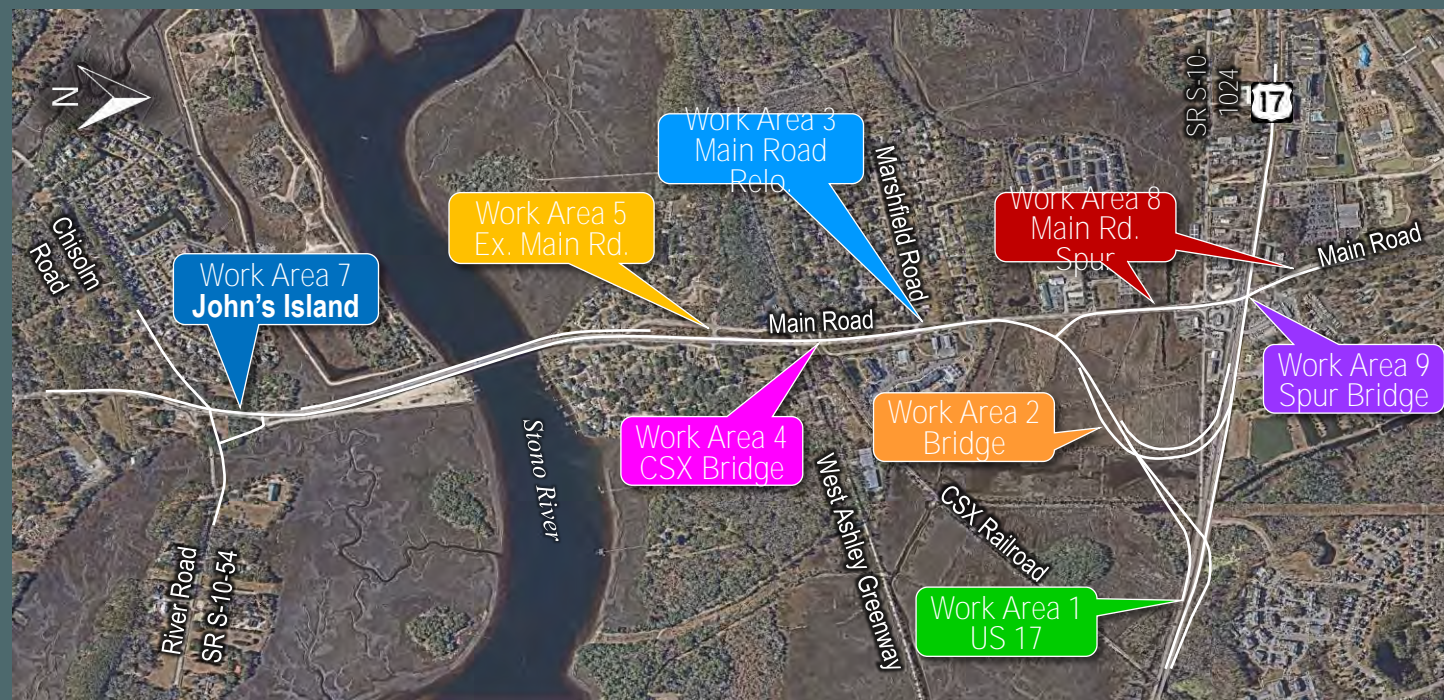 N
SR S-10-
1024
17
Work Area 3
Main Road
Relo.
Marshfield Road
Work Area 8
Main Rd.
Spur
Main Road
Work Area 5
Ex. Main Rd.
Chisolm
Road
Work Area 7
John's Island
Main Road
Work Area 9
Spur Bridge
Work Area 4
CSX Bridge
Work Area 2
Bridge
Stono River
West Ashley Greenway
CSX Railroad
River Road
SR S-10-54
Work Area 1
US 17